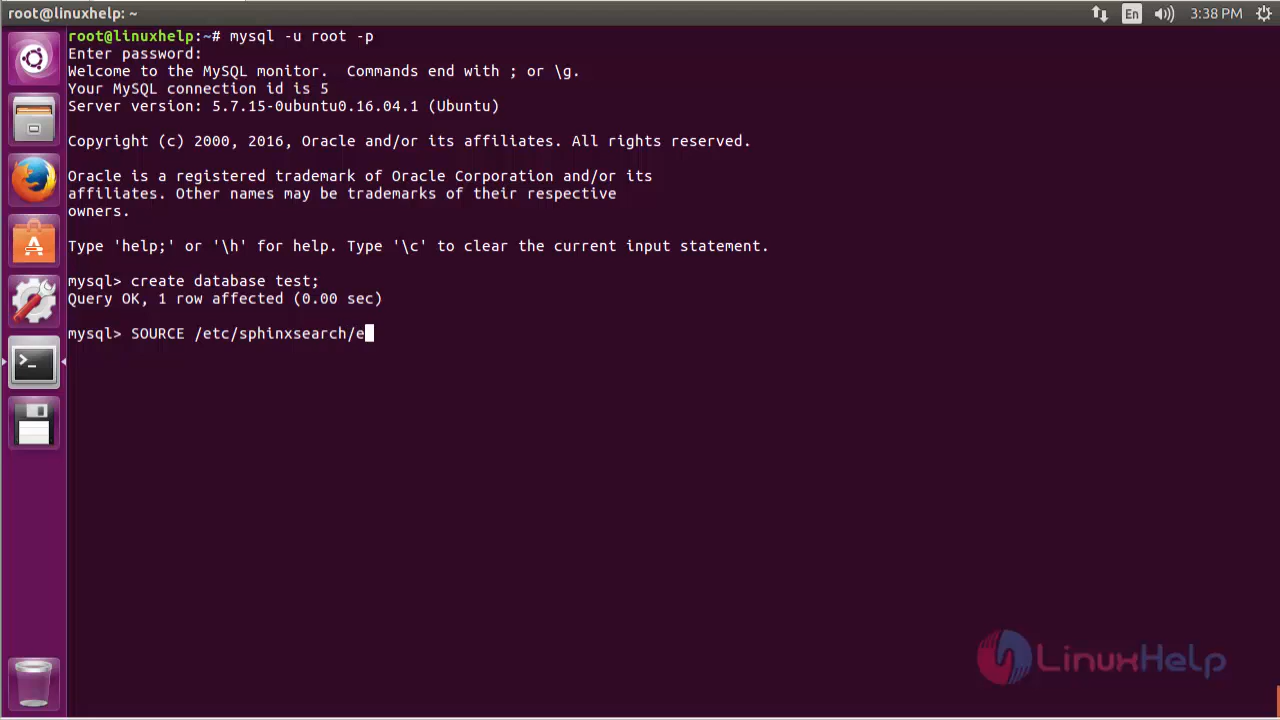 root@linuxhelp: ~
En
3:38 PM
root@linuxhelp:~# mysql -u root -p
Enter password:
Welcome to the MySQL monitor.  Commands end with ; or \g.
Your MySQL connection id is 5
Server version: 5.7.15-0ubuntu0.16.04.1 (Ubuntu)
Copyright (c) 2000, 2016, Oracle and/or its affiliates. All rights reserved.
Oracle is a registered trademark of Oracle Corporation and/or its
affiliates. Other names may be trademarks of their respective
owners.
Type 'help;' or '\h' for help. Type '\c' to clear the current input statement.
mysql> create database test;
Query OK, 1 row affected (0.00 sec)
mysql> SOURCE /etc/sphinxsearch/e
LinuxHelp